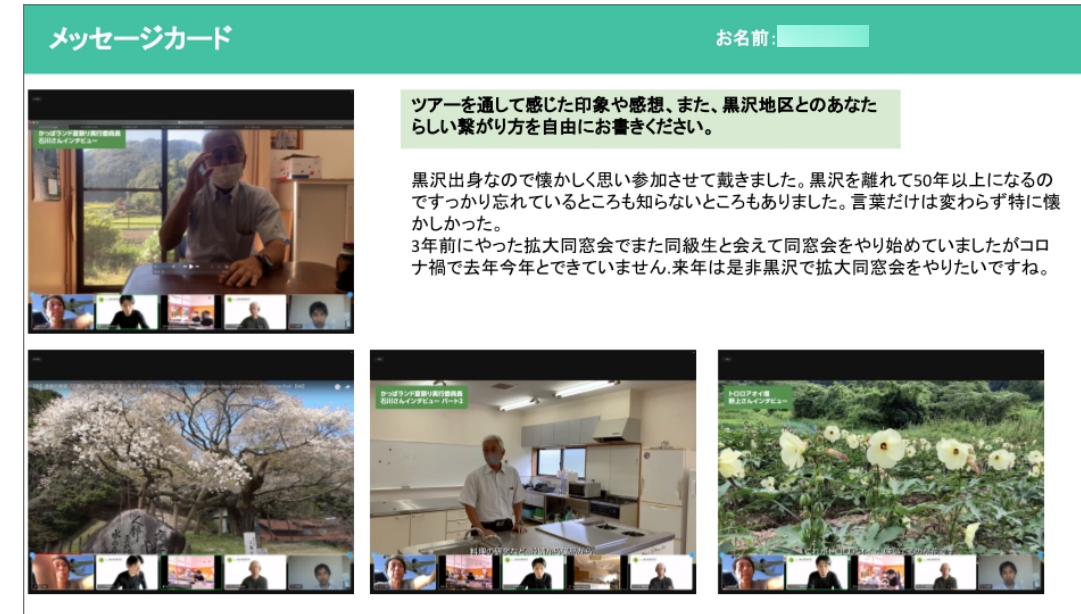 メッセージカード
お名前:
ツアーを通して感じた印象や感想、また、黒沢地区とのあなた
らしい繋がり方を自由にお書きください。
黒沢出身なので懐かしく思い参加させて戴きました。黒沢を離れて50年以上になるの
ですっかり忘れているところも知らないところもありました。言葉だけは変わらず特に懐
かしかった。
3年前にやった拡大同窓会でまた同級生と会えて同窓会をやり始めていましたがコロ
ナ禍で去年今年とできていません.来年は是非黒沢で拡大同窓会をやりたいですね。
かっぱランド夏祭り実行委員長
石川さんインタビュー
かっぱランド夏祭り実行委員長
石川さんインタビュー パート2
トロロアオイ畑
野上さんインタビュー